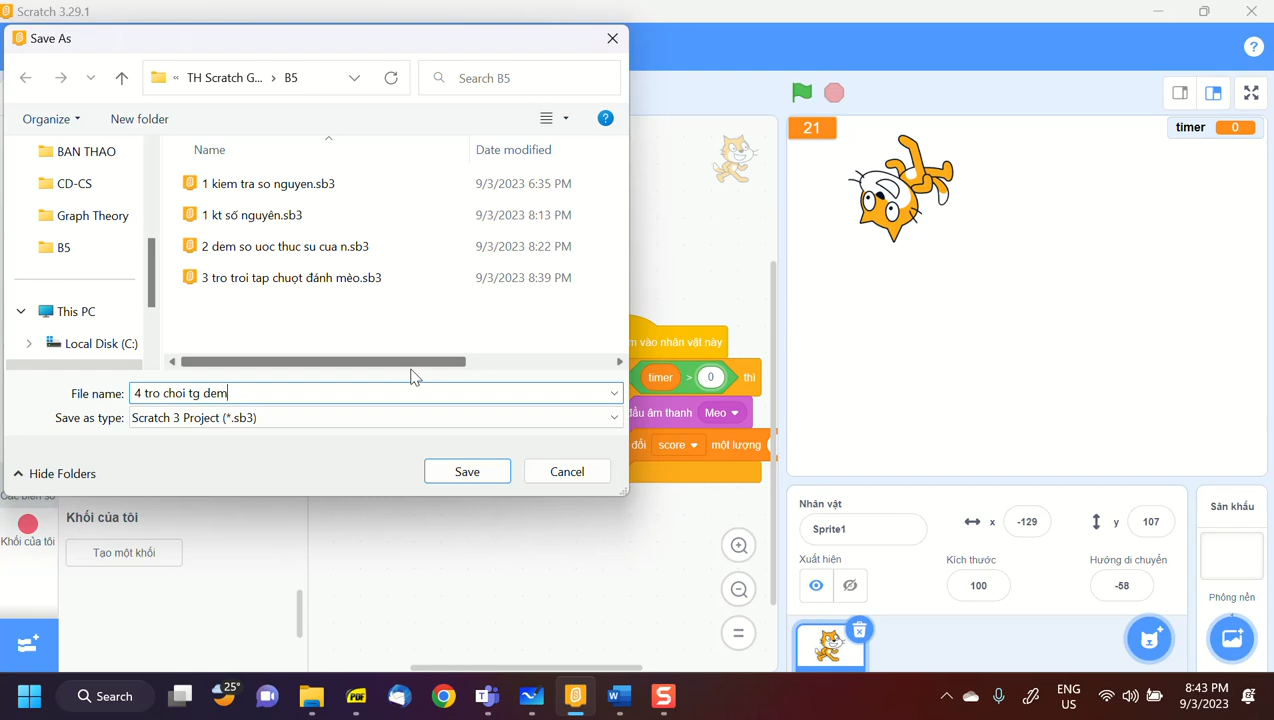 Scratch 3.29.1
Save As
« TH Scratch G... › B5
Search B5
Organize
New folder
Name
Date modified
BAN THAO
CD-CS
Graph Theory
B5
This PC
Local Disk (C:)
1 kiem tra so nguyen.sb3
9/3/2023 6:35 PM
1 kt số nguyên.sb3
9/3/2023 8:13 PM
2 dem so uoc thuc su cua n.sb3
9/3/2023 8:22 PM
3 tro troi tap chuọt đánh mèo.sb3
9/3/2023 8:39 PM
File name: 4 tro choi tg dem
Save as type: Scratch 3 Project (*.sb3)
Hide Folders
Save
Cancel
?
21
timer 0
m vào nhân vật này
timer > 0 thì
đầu âm thanh Meo
đổi score một lượng
Các biến số
Khối của tôi
Khối của tôi
Tạo một khối
Nhân vật
Sprite1
x -129
y 107
Xuất hiện
Kích thước
100
Hướng di chuyển
-58
Sân khấu
Phông nền
Search
25°
PDF
ENG
US
8:43 PM
9/3/2023